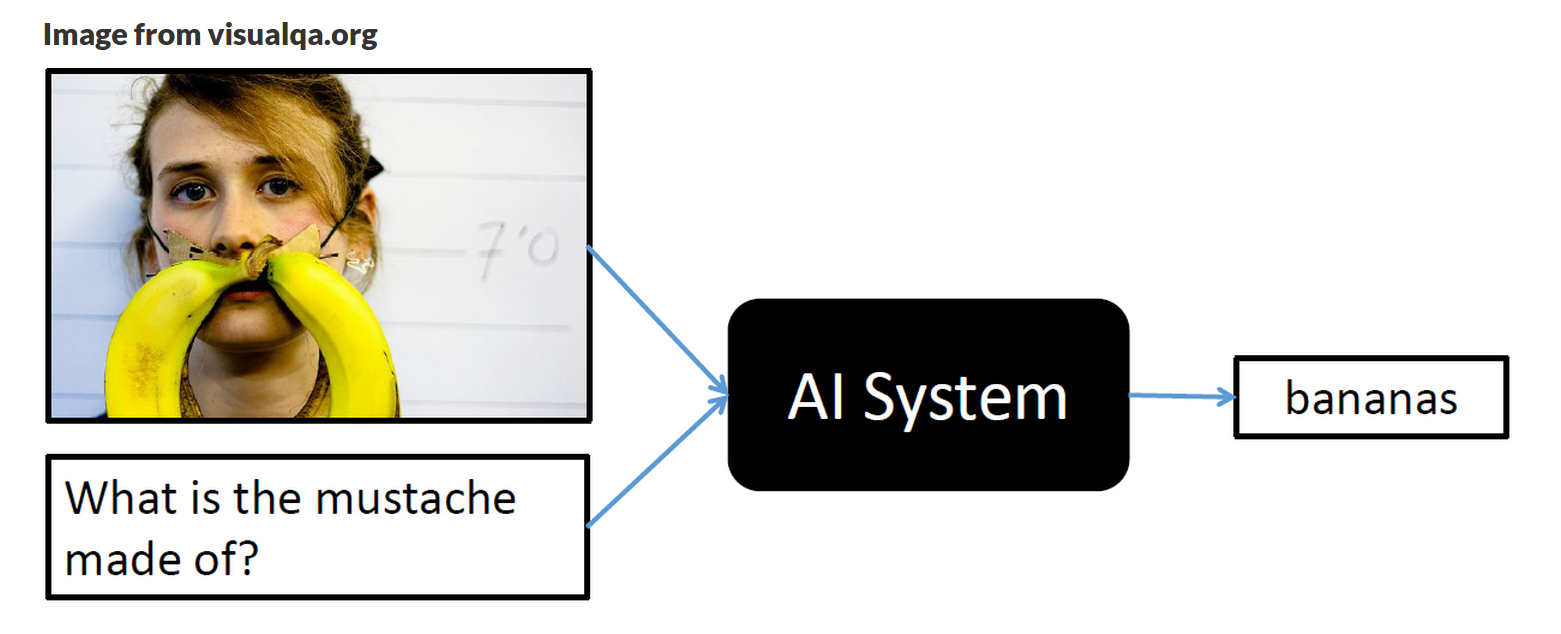 Image from visualqa.org
7'0
What is the mustache
made of?
AI System
bananas